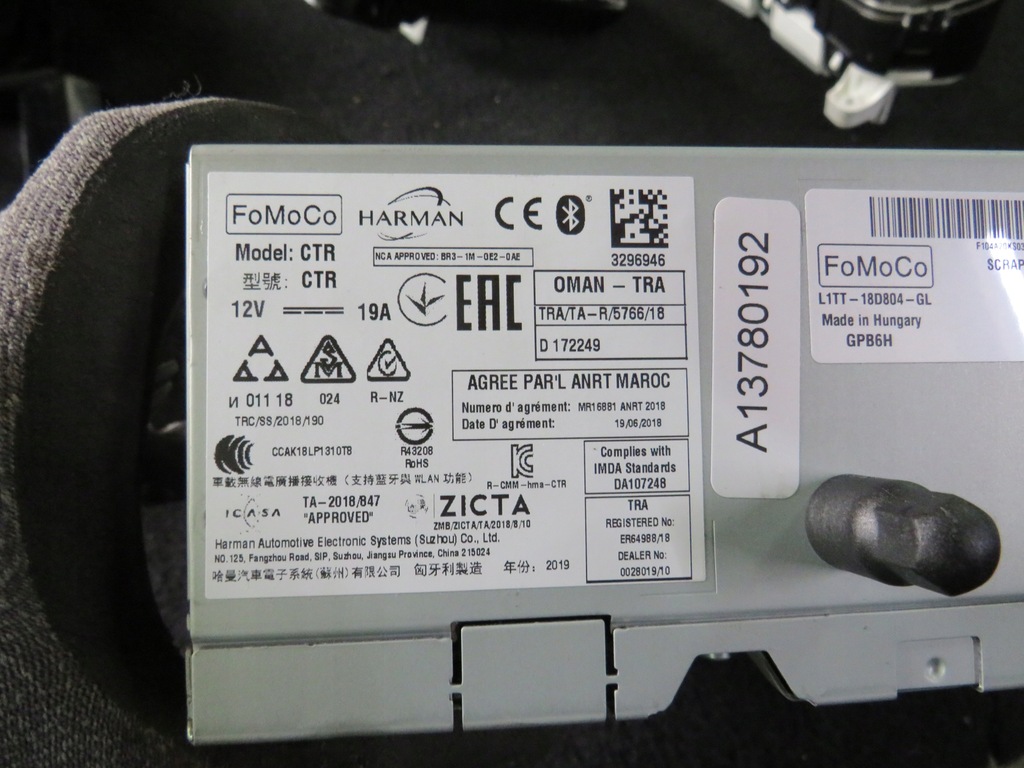 FoMoCo
HARMAN
CE
3296946
Model: CTR
NCA APPROVED: BR3-1M-GE2-0AE
型號: CTR
12V 19A
EAC
OMAN - TRA
TRA/TA-R/5766/18
D 172249
И 011 18
024
R-NZ
TRC/SS/2018/190
AGREE PAR'L ANRT MAROC
Numero d'agrément: MR16881 ANRT 2018
Date D'agrément: 19/06/2018
CCAK18LP1310T8
R43208
RoHS
R-CMM-hma-CTR
Complies with
IMDA Standards
DA107248
車載無線電廣播接收機 (支持藍牙與 WLAN 功能)
ICASA
TA-2018/847
"APPROVED"
ZICTA
ZMB/ZICTA/TA/2018/8/10
TRA
REGISTERED No:
ER64988/18
DEALER No:
0028019/10
Harman Automotive Electronic Systems (Suzhou) Co., Ltd.
NO.125, Fangzhou Road, SIP, Suzhou, Jiangsu Province, China 215024
哈曼汽車電子系統(蘇州)有限公司 匈牙利製造 年份: 2019
A13780192
SCRAP
FoMoCo
L1TT-18D804-GL
Made in Hungary
GPB6H